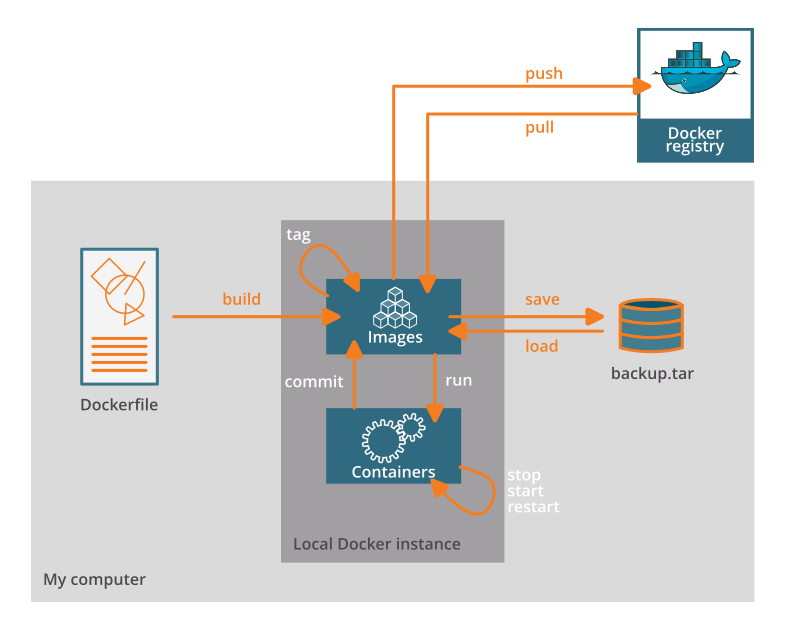 push
pull
Docker
registry
tag
build
Images
save
load
backup.tar
Dockerfile
commit
run
Containers
stop
start
restart
Local Docker instance
My computer